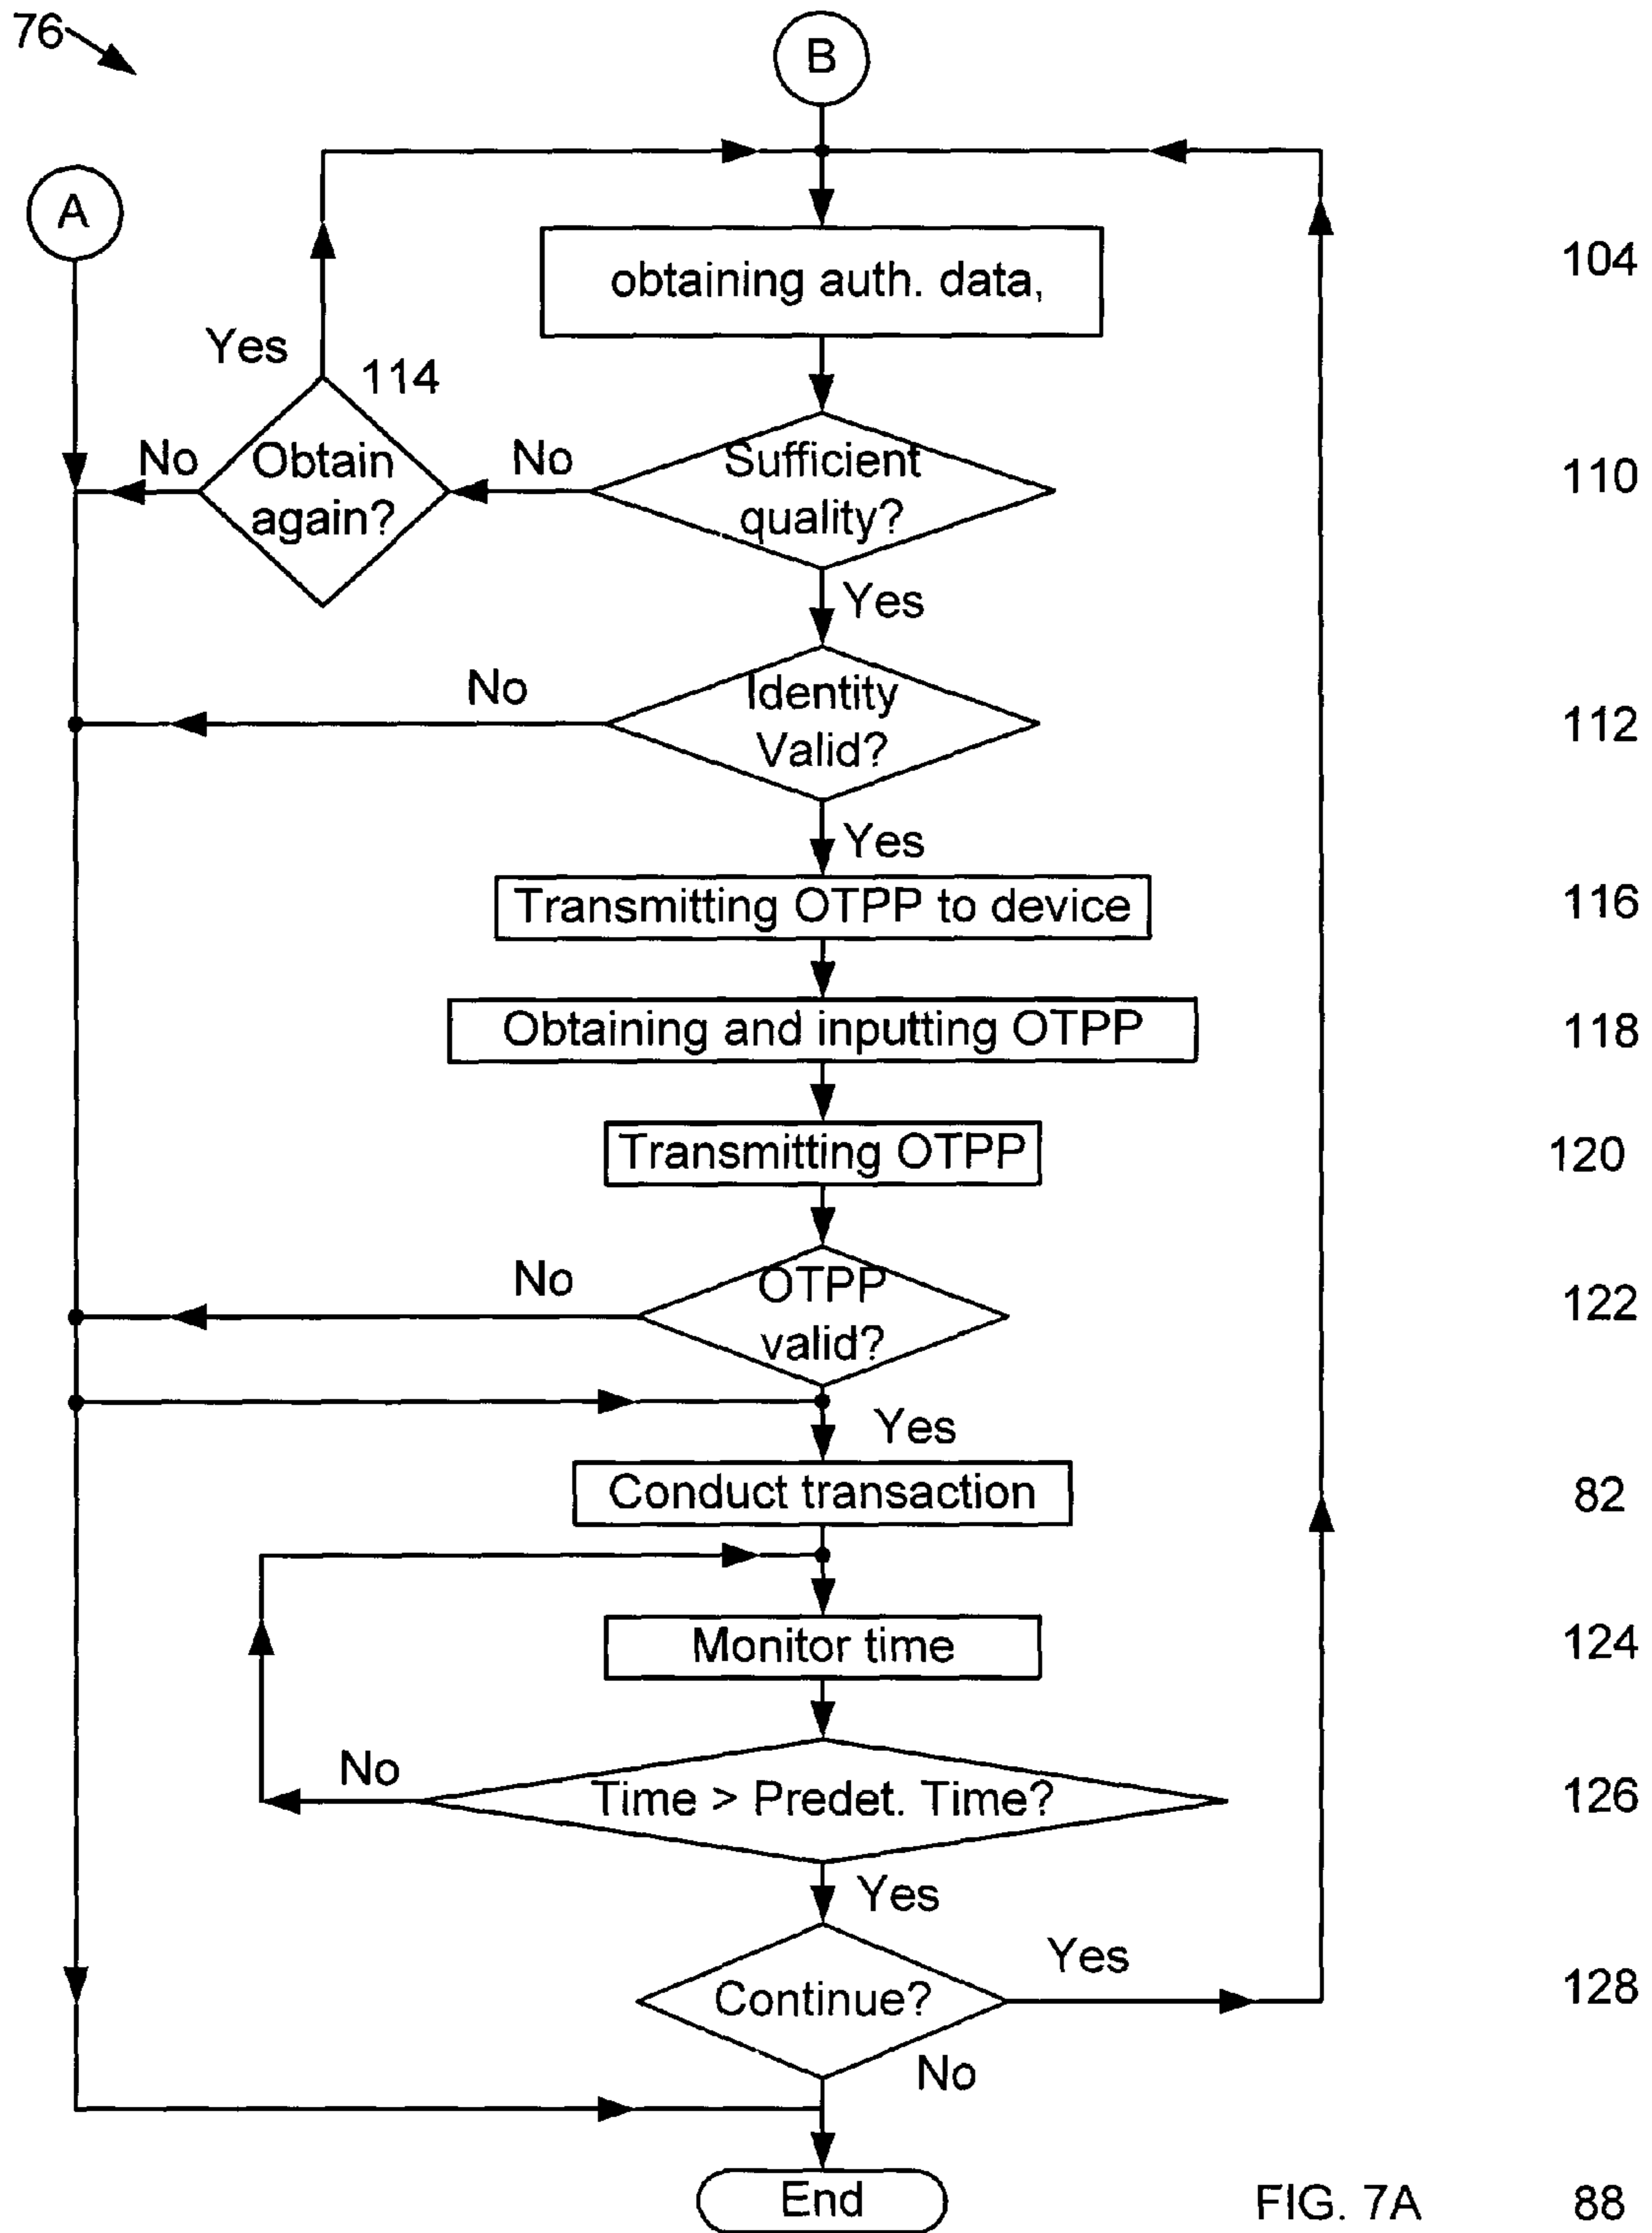 76
B
A
obtaining auth. data,
104
Yes
114
No
Obtain
again?
No
Sufficient
quality?
110
Yes
No
Identity
Valid?
112
Yes
Transmitting OTPP to device
116
Obtaining and inputting OTPP
118
Transmitting OTPP
120
No
OTPP
valid?
122
Yes
Conduct transaction
82
Monitor time
124
No
Time > Predet. Time?
126
Yes
Continue?
Yes
128
No
End
FIG. 7A
88